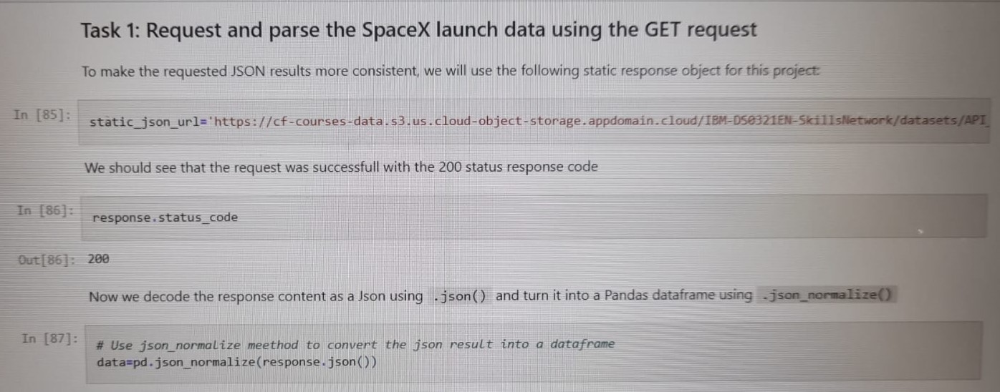 Task 1: Request and parse the SpaceX launch data using the GET request
To make the requested JSON results more consistent, we will use the following static response object for this project:
In [85]: static_json_url='https://cf-courses-data.s3.us.cloud-object-storage.appdomain.cloud/IBM-DS0321EN-SkillsNetwork/datasets/API_
We should see that the request was successfull with the 200 status response code
In [86]: response.status_code
Out[86]: 200
Now we decode the response content as a Json using .json() and turn it into a Pandas dataframe using .json_normalize()
In [87]: # Use json_normalize meethod to convert the json result into a dataframe
data=pd.json_normalize(response.json())